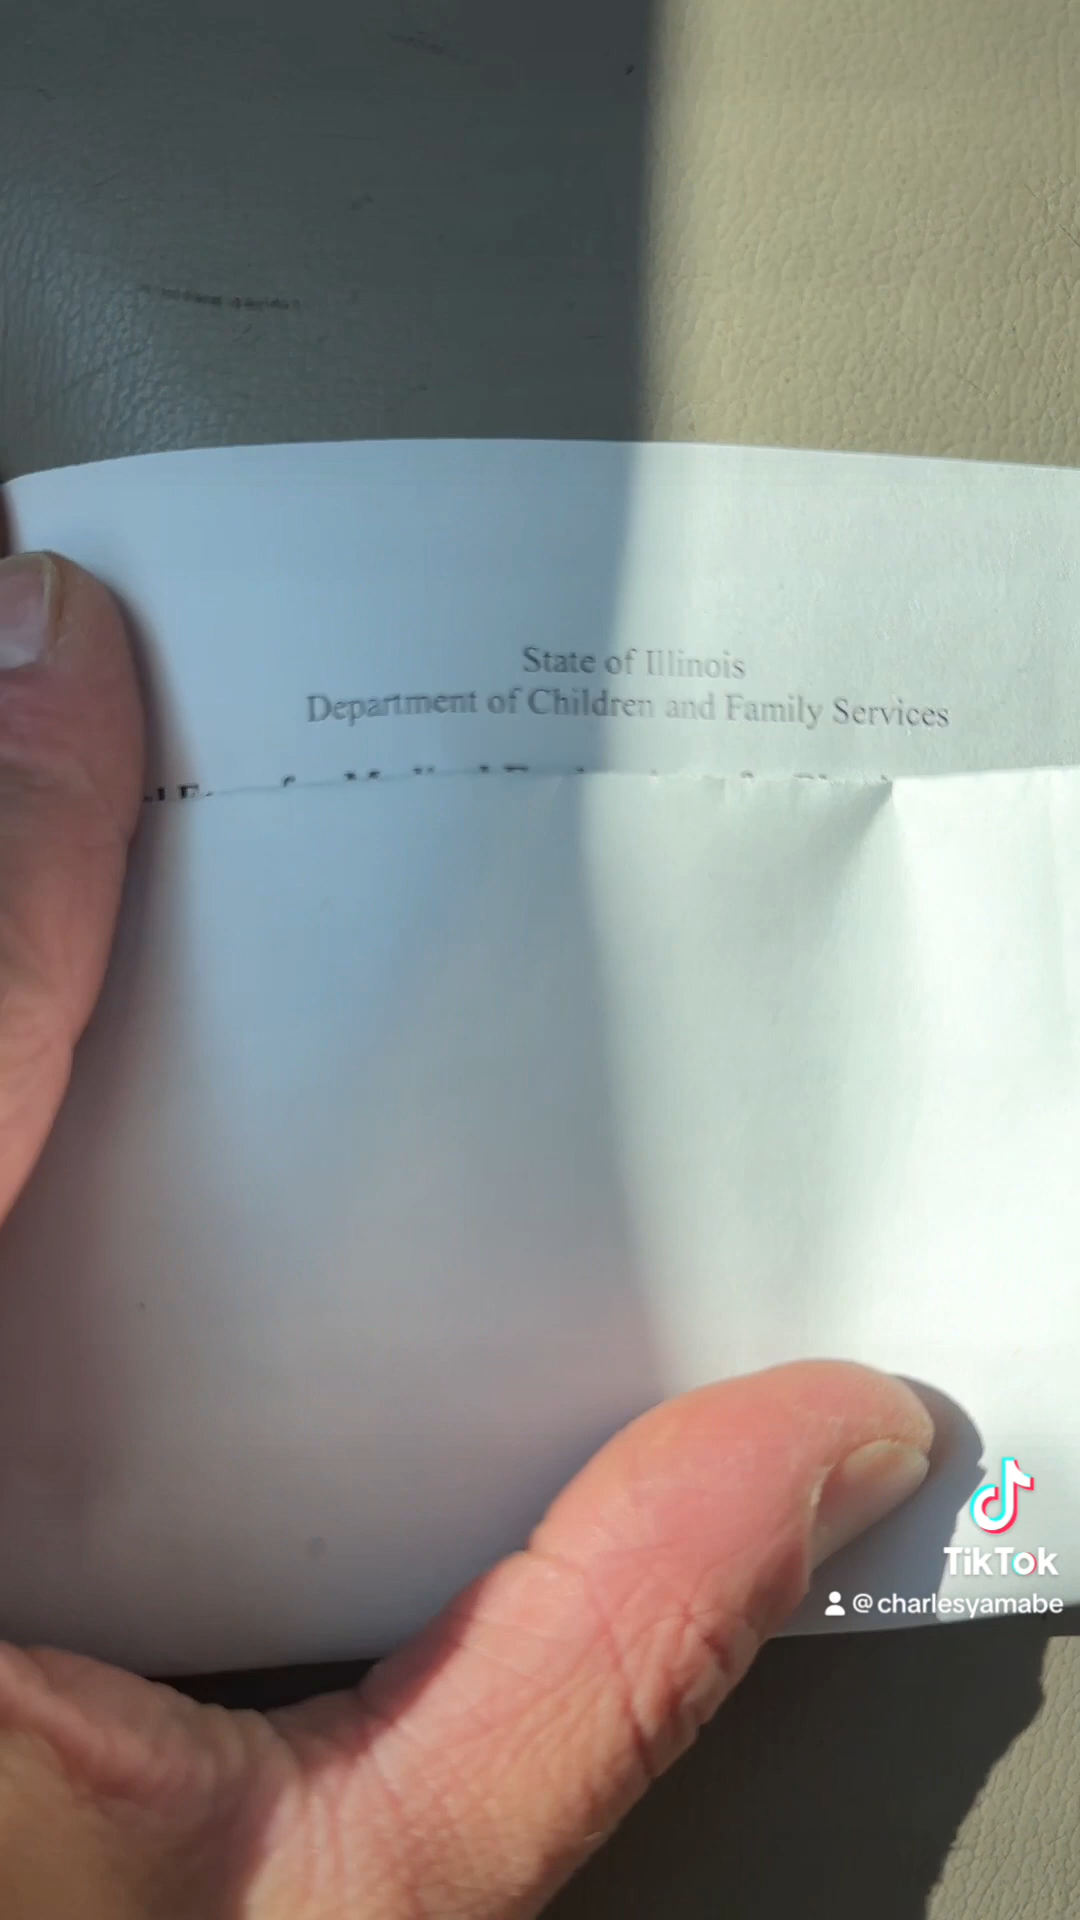 State of Illinois
Department of Children and Family Services
TikTok
@charlesyamabe